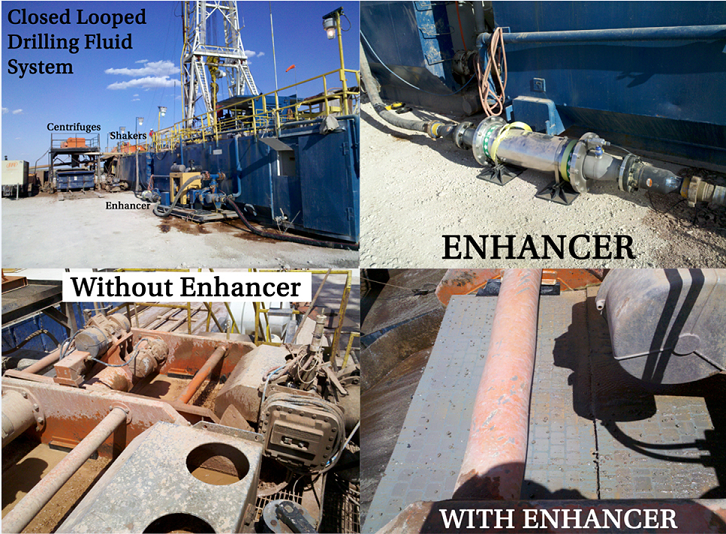 Closed Looped
Drilling Fluid
System
Centrifuges
Shakers
Enhancer
ENHANCER
Without Enhancer
WITH ENHANCER